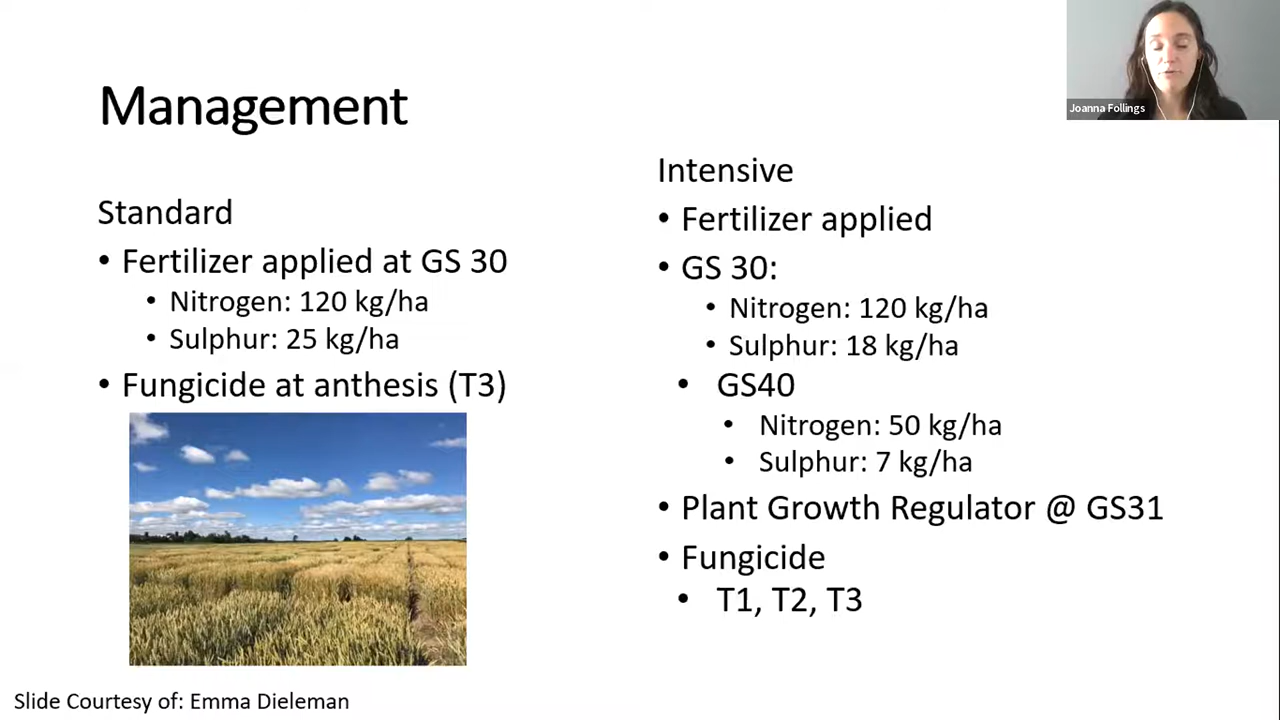 Management
Joanna Follings
Standard
• Fertilizer applied at GS 30
• Nitrogen: 120 kg/ha
• Sulphur: 25 kg/ha
• Fungicide at anthesis (T3)
Intensive
• Fertilizer applied
• GS 30:
• Nitrogen: 120 kg/ha
• Sulphur: 18 kg/ha
• GS40
• Nitrogen: 50 kg/ha
• Sulphur: 7 kg/ha
• Plant Growth Regulator @ GS31
• Fungicide
• T1, T2, T3
Slide Courtesy of: Emma Dieleman